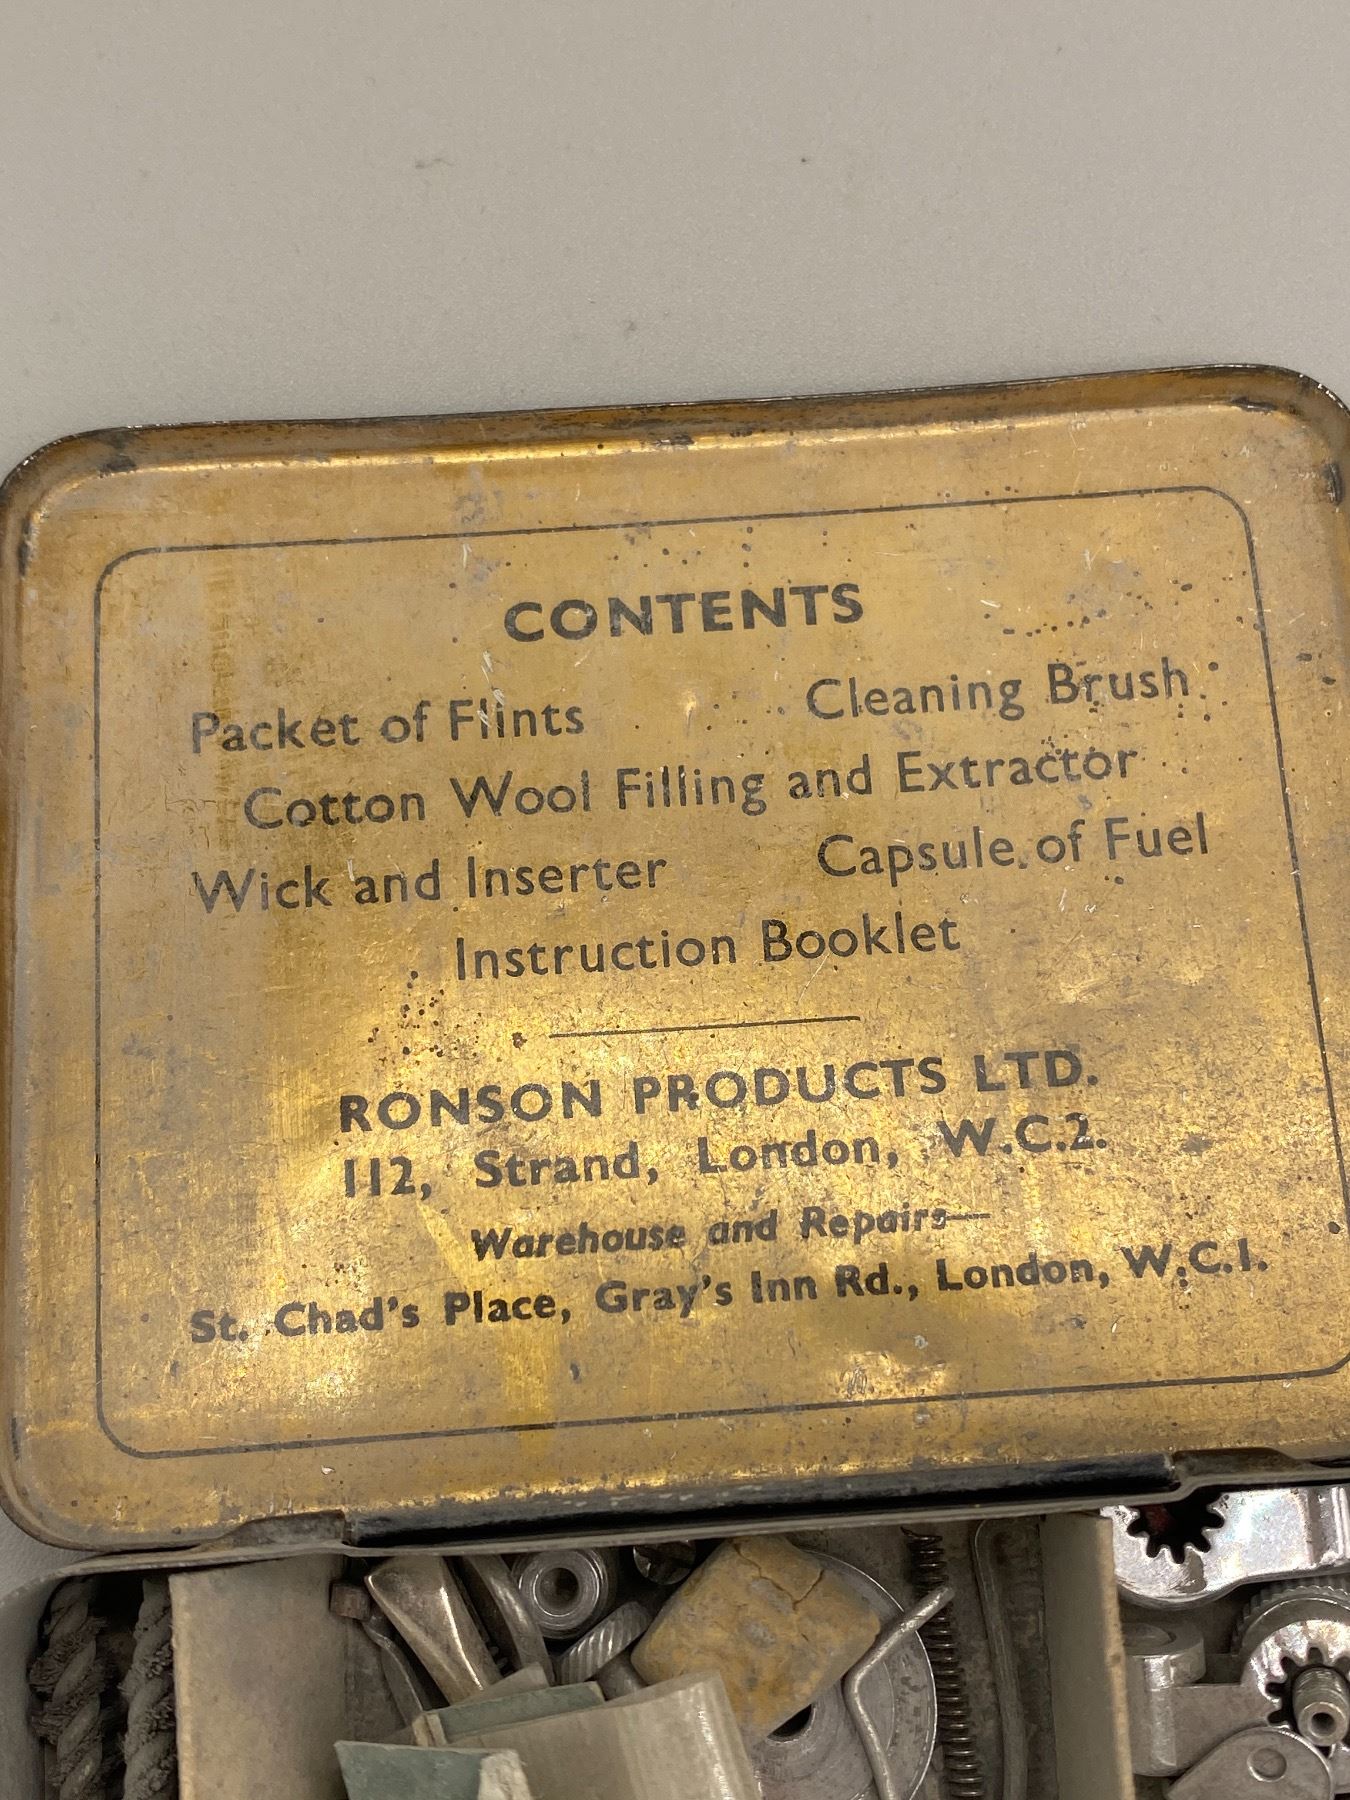 CONTENTS
Packet of Flints Cleaning Brush
Cotton Wool Filling and Extractor
Wick and Inserter Capsule of Fuel
Instruction Booklet
RONSON PRODUCTS LTD.
112, Strand, London, W.C.2.
Warehouse and Repairs—
St. Chad's Place, Gray's Inn Rd., London, W.C.1.